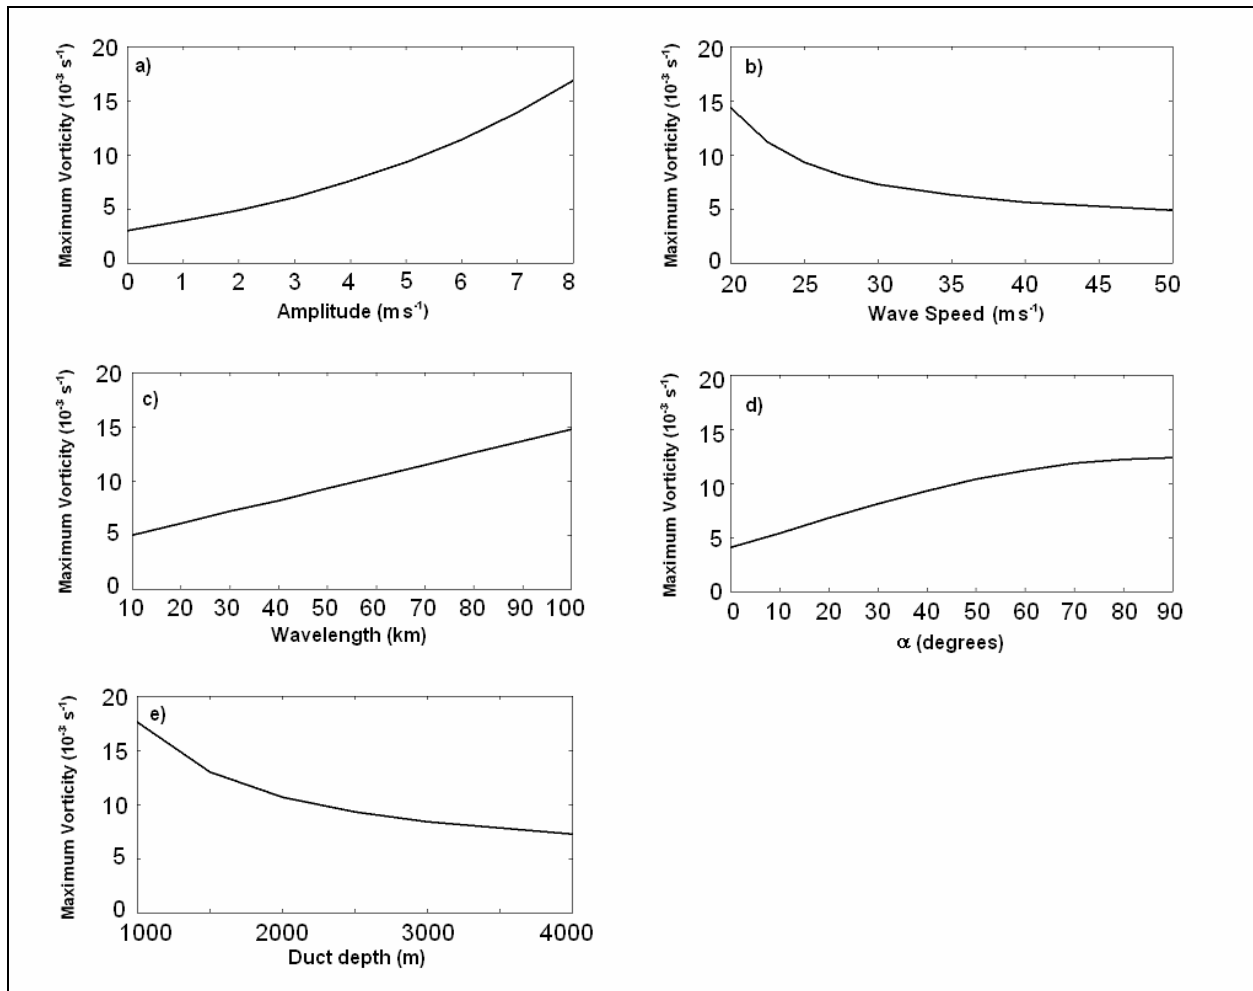 a)
Maximum Vorticity (10⁻³ s⁻¹)
20
15
10
5
0
0 1 2 3 4 5 6 7 8
Amplitude (m s⁻¹)
b)
Maximum Vorticity (10⁻³ s⁻¹)
20
15
10
5
0
20 25 30 35 40 45 50
Wave Speed (m s⁻¹)
c)
Maximum Vorticity (10⁻³ s⁻¹)
20
15
10
5
0
10 20 30 40 50 60 70 80 90 100
Wavelength (km)
d)
Maximum Vorticity (10⁻³ s⁻¹)
20
15
10
5
0
0 10 20 30 40 50 60 70 80 90
α (degrees)
e)
Maximum Vorticity (10⁻³ s⁻¹)
20
15
10
5
0
1000 2000 3000 4000
Duct depth (m)